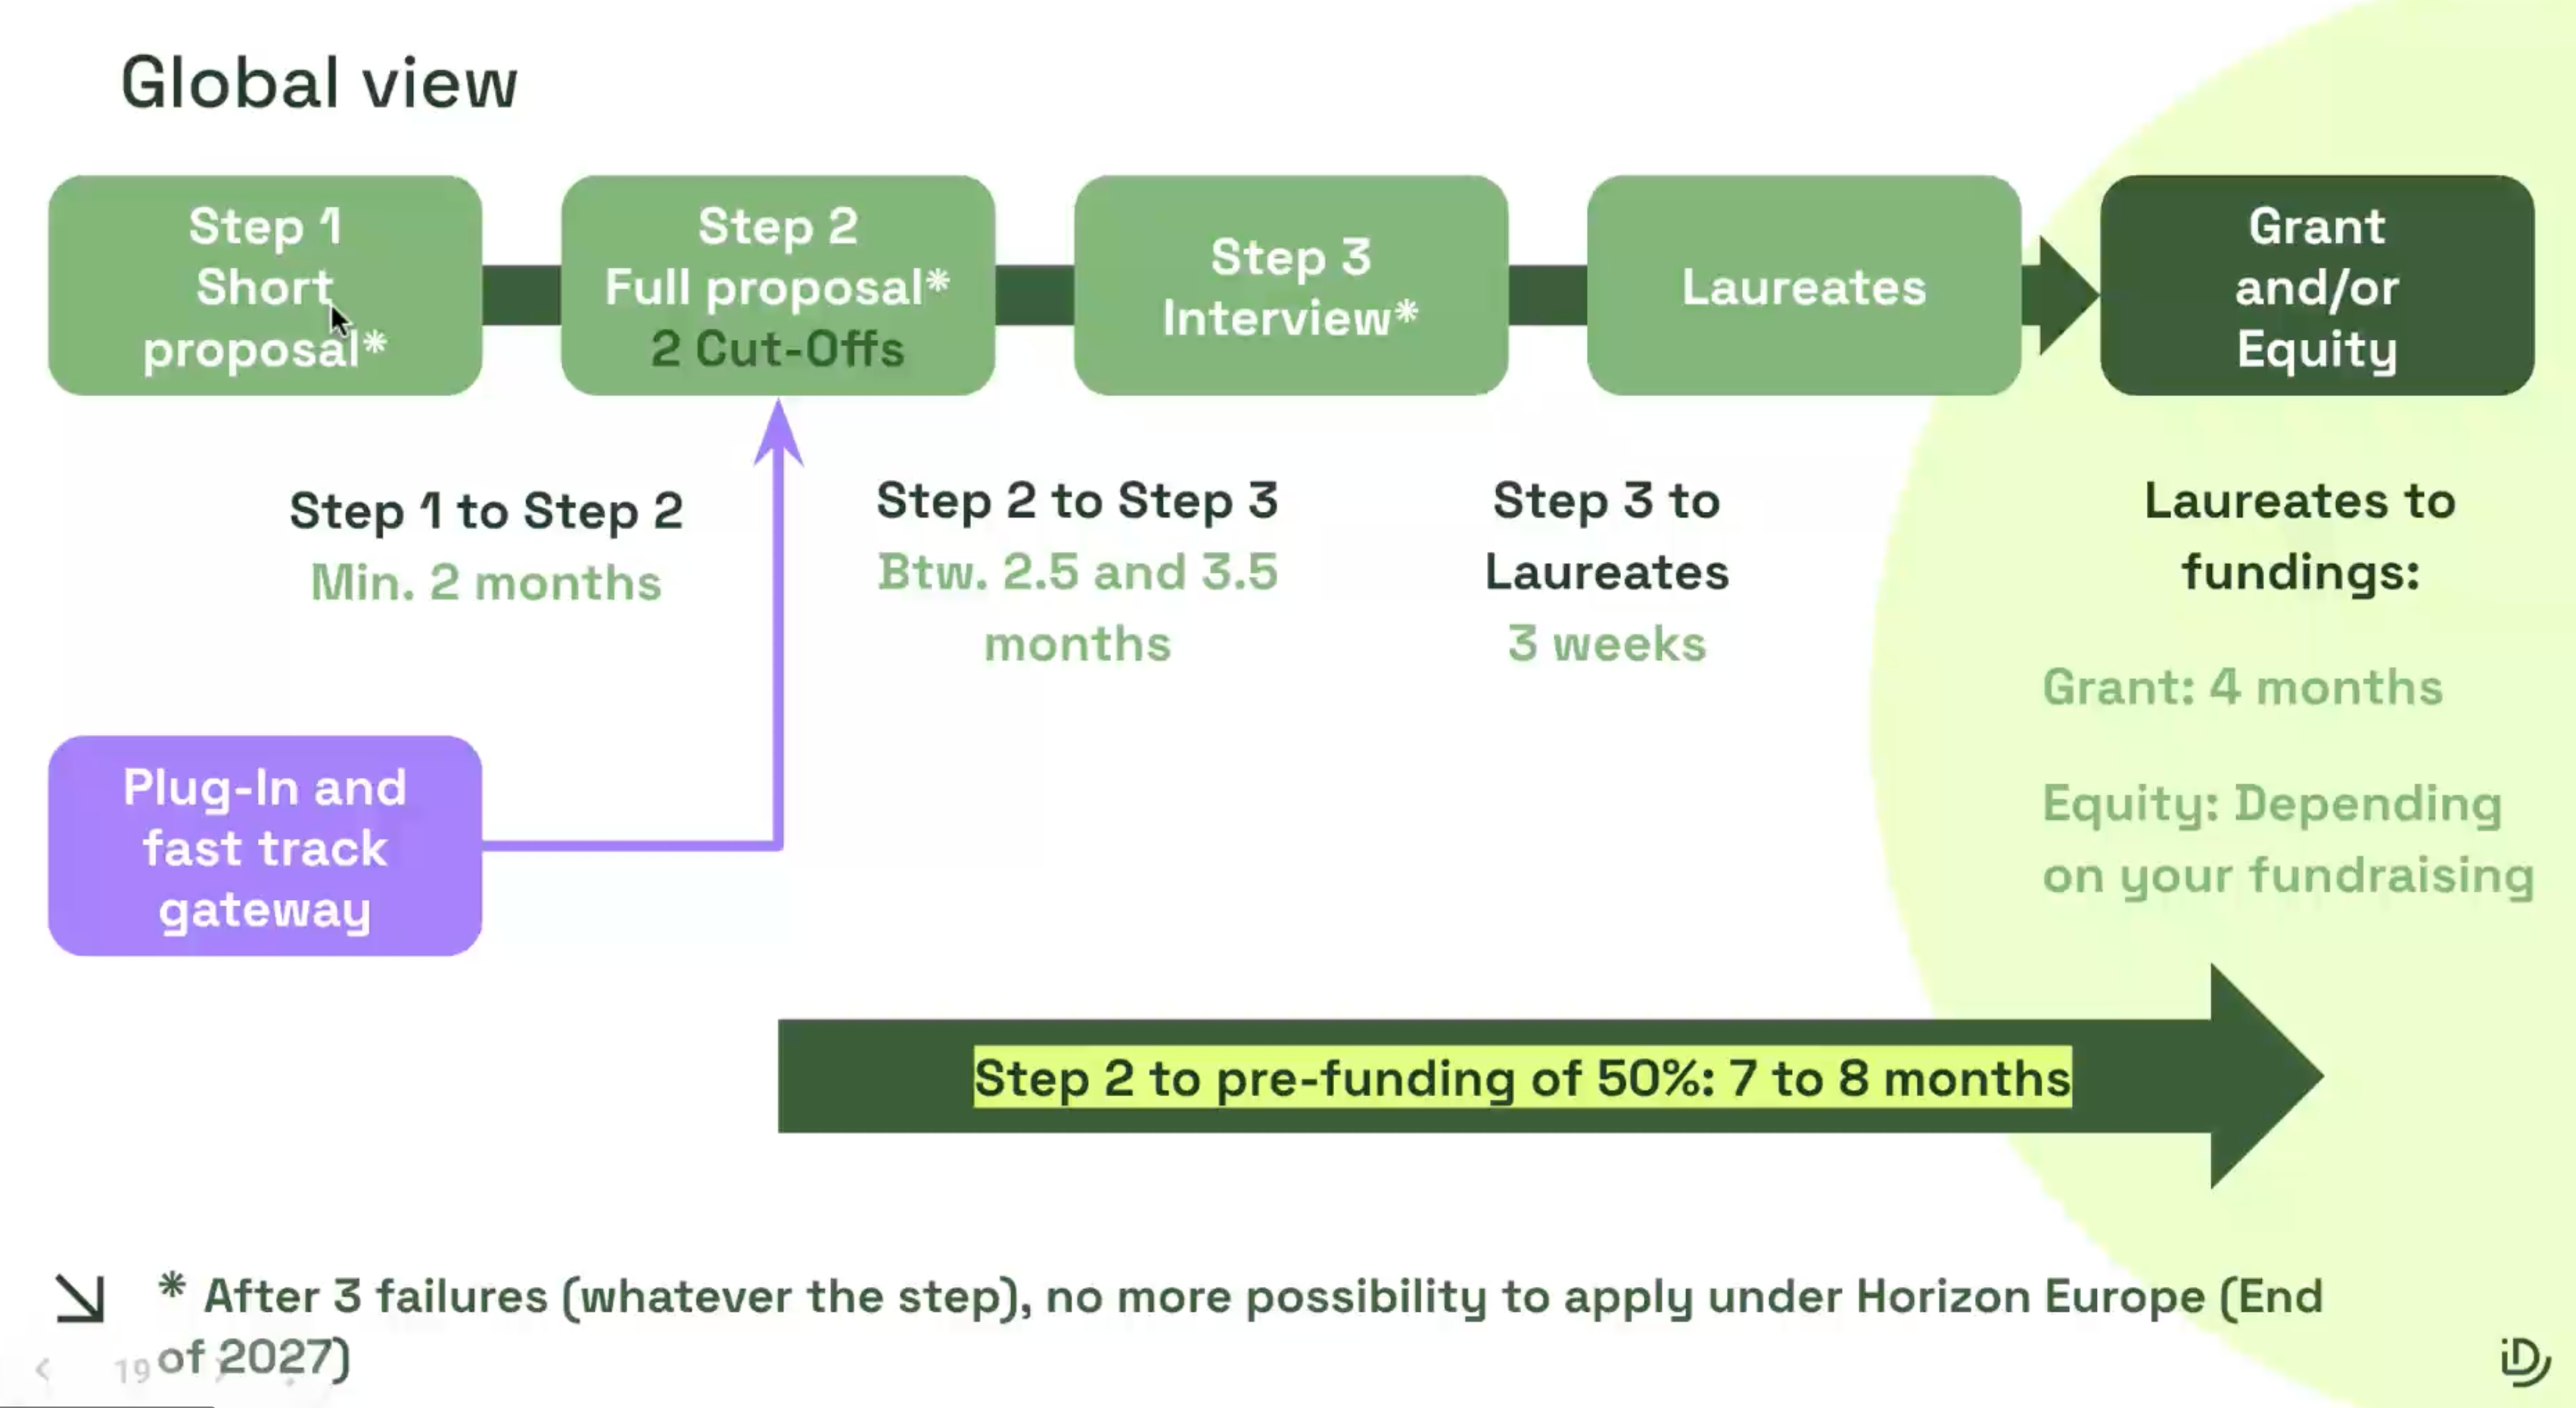 Global view
Step 1
Short
proposal*
Step 2
Full proposal*
2 Cut-Offs
Step 3
Interview*
Laureates
Grant
and/or
Equity
Step 1 to Step 2
Min. 2 months
Step 2 to Step 3
Btw. 2.5 and 3.5
months
Step 3 to
Laureates
3 weeks
Laureates to
fundings:
Grant: 4 months
Equity: Depending
on your fundraising
Plug-In and
fast track
gateway
Step 2 to pre-funding of 50%: 7 to 8 months
* After 3 failures (whatever the step), no more possibility to apply under Horizon Europe (End
of 2027)
19
iD